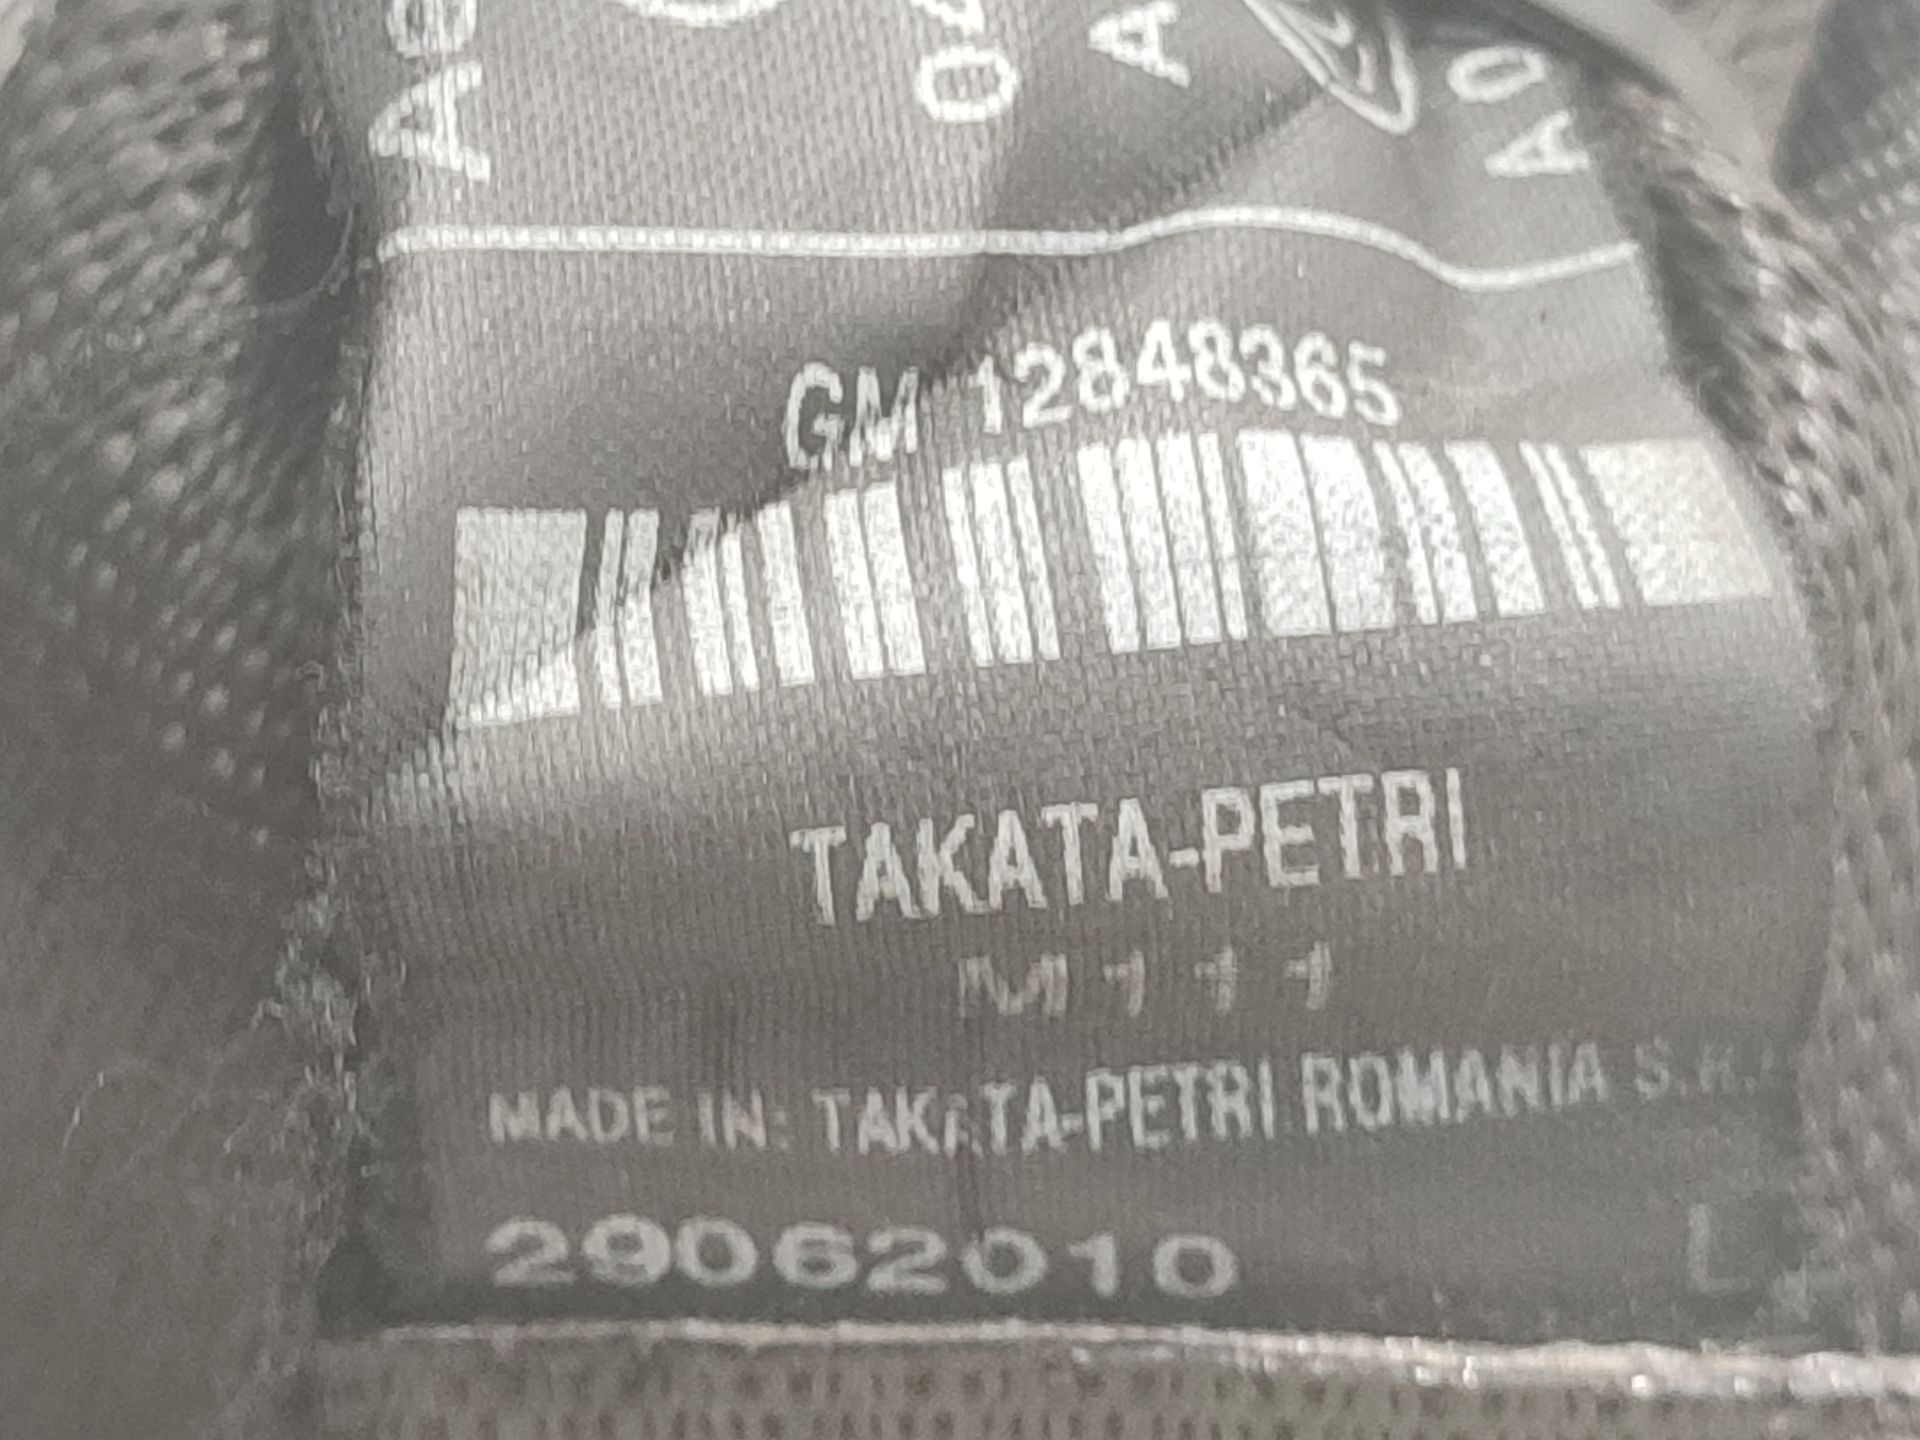 GM 12848365
TAKATA-PETRI
M111
MADE IN: TAKATA-PETRI ROMANIA S.R.
29062010 L